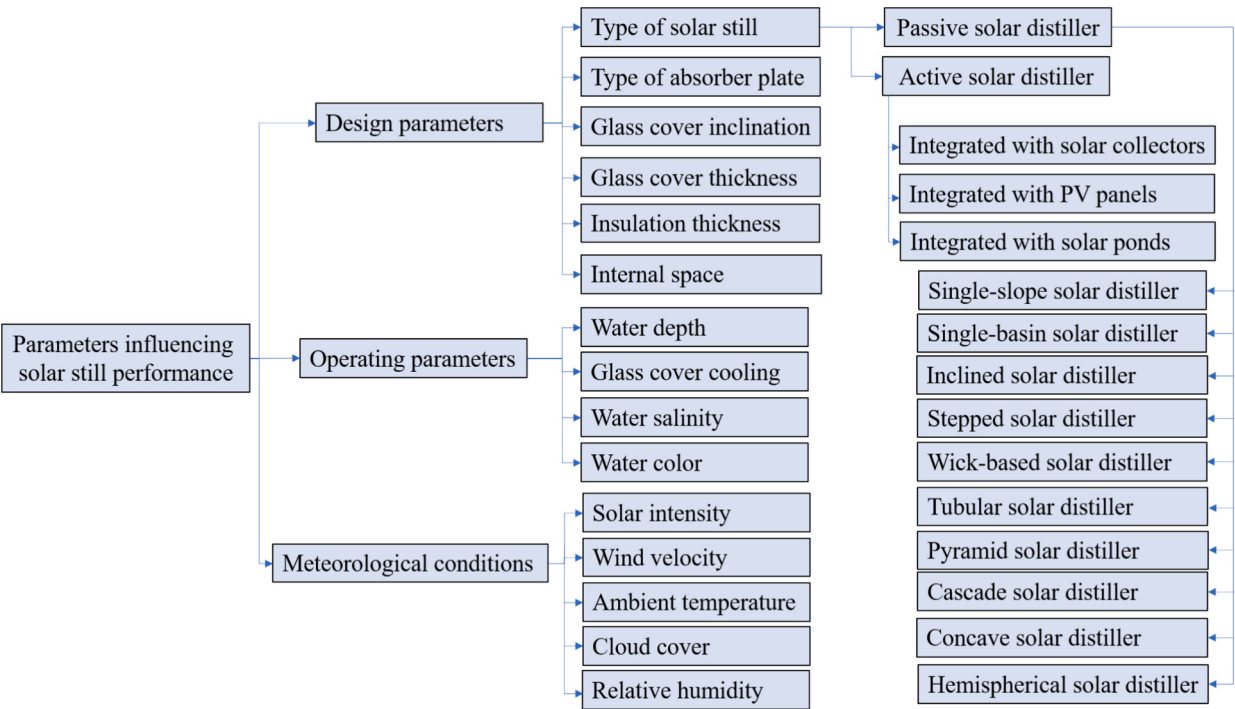 Parameters influencing
solar still performance
Design parameters
Type of solar still
Type of absorber plate
Glass cover inclination
Glass cover thickness
Insulation thickness
Internal space
Operating parameters
Water depth
Glass cover cooling
Water salinity
Water color
Meteorological conditions
Solar intensity
Wind velocity
Ambient temperature
Cloud cover
Relative humidity
Passive solar distiller
Active solar distiller
Integrated with solar collectors
Integrated with PV panels
Integrated with solar ponds
Single-slope solar distiller
Single-basin solar distiller
Inclined solar distiller
Stepped solar distiller
Wick-based solar distiller
Tubular solar distiller
Pyramid solar distiller
Cascade solar distiller
Concave solar distiller
Hemispherical solar distiller